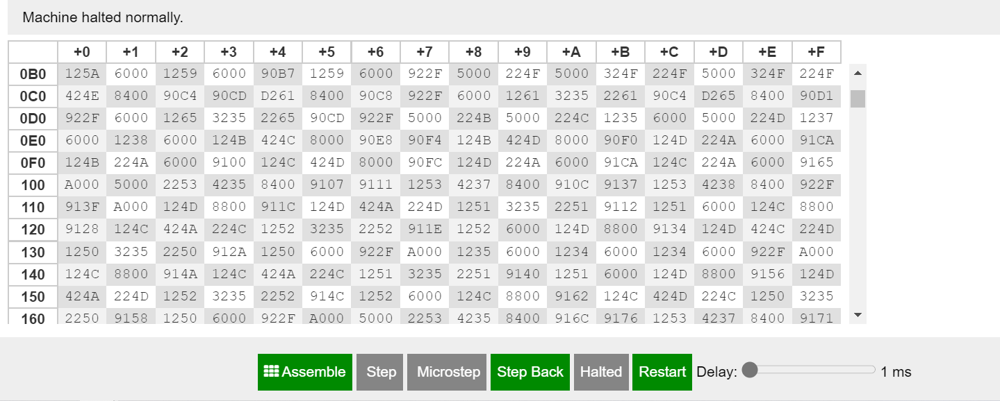 Machine halted normally.
+0 +1 +2 +3 +4 +5 +6 +7 +8 +9 +A +B +C +D +E +F
0B0 125A 6000 1259 6000 90B7 1259 6000 922F 5000 224F 5000 324F 224F 5000 324F 224F
0C0 424E 8400 90C4 90CD D261 8400 90C8 922F 6000 1261 3235 2261 90C4 D265 8400 90D1
0D0 922F 6000 1265 3235 2265 90CD 922F 5000 224B 5000 224C 1235 6000 5000 224D 1237
0E0 6000 1238 6000 124B 424C 8000 90E8 90F4 124B 424D 8000 90F0 124D 224A 6000 91CA
0F0 124B 224A 6000 9100 124C 424D 8000 90FC 124D 224A 6000 91CA 124C 224A 6000 9165
100 A000 5000 2253 4235 8400 9107 9111 1253 4237 8400 910C 9137 1253 4238 8400 922F
110 913F A000 124D 8800 911C 124D 424A 224D 1251 3235 2251 9112 1251 6000 124C 8800
120 9128 124C 424A 224C 1252 3235 2252 911E 1252 6000 124D 8800 9134 124D 424C 224D
130 1250 3235 2250 912A 1250 6000 922F A000 1235 6000 1234 6000 1234 6000 922F A000
140 124C 8800 914A 124C 424A 224C 1251 3235 2251 9140 1251 6000 124D 8800 9156 124D
150 424A 224D 1252 3235 2252 914C 1252 6000 124C 8800 9162 124C 424D 224C 1250 3235
160 2250 9158 1250 6000 922F A000 5000 2253 4235 8400 916C 9176 1253 4237 8400 9171
Assemble Step Microstep Step Back Halted Restart Delay: 1 ms